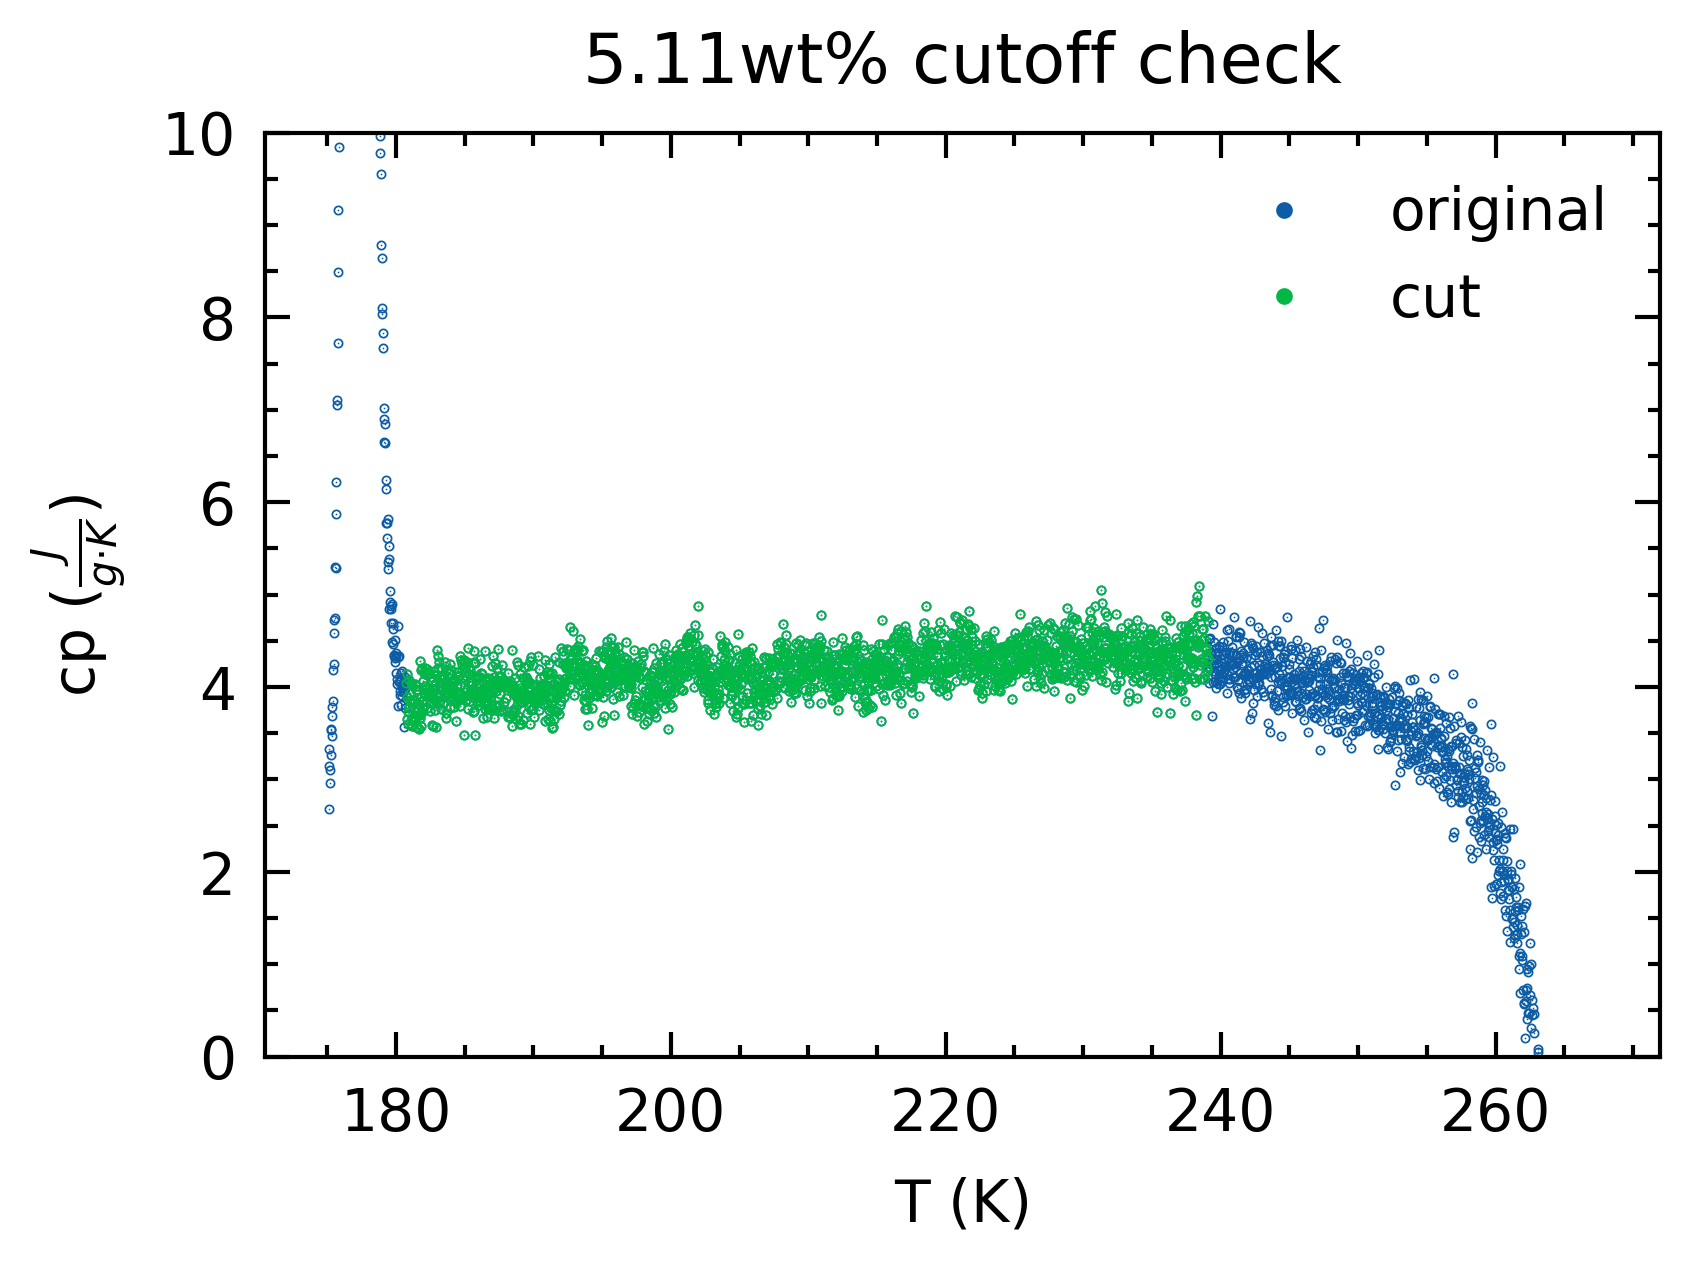 5.11wt% cutoff check
10
8
6
4
2
0
cp (J/g·K)
original
cut
180 200 220 240 260
T (K)